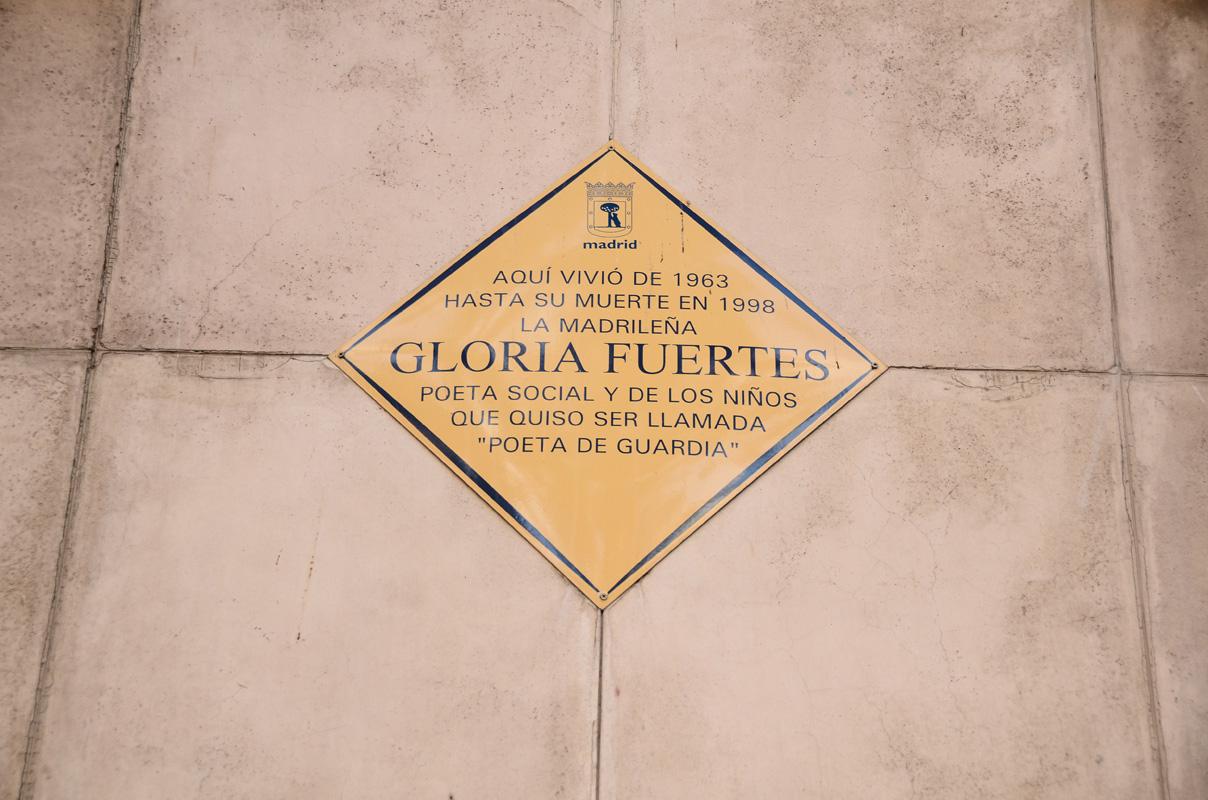 madrid
AQUÍ VIVIÓ DE 1963
HASTA SU MUERTE EN 1998
LA MADRILEÑA
GLORIA FUERTES
POETA SOCIAL Y DE LOS NIÑOS
QUE QUISO SER LLAMADA
"POETA DE GUARDIA"